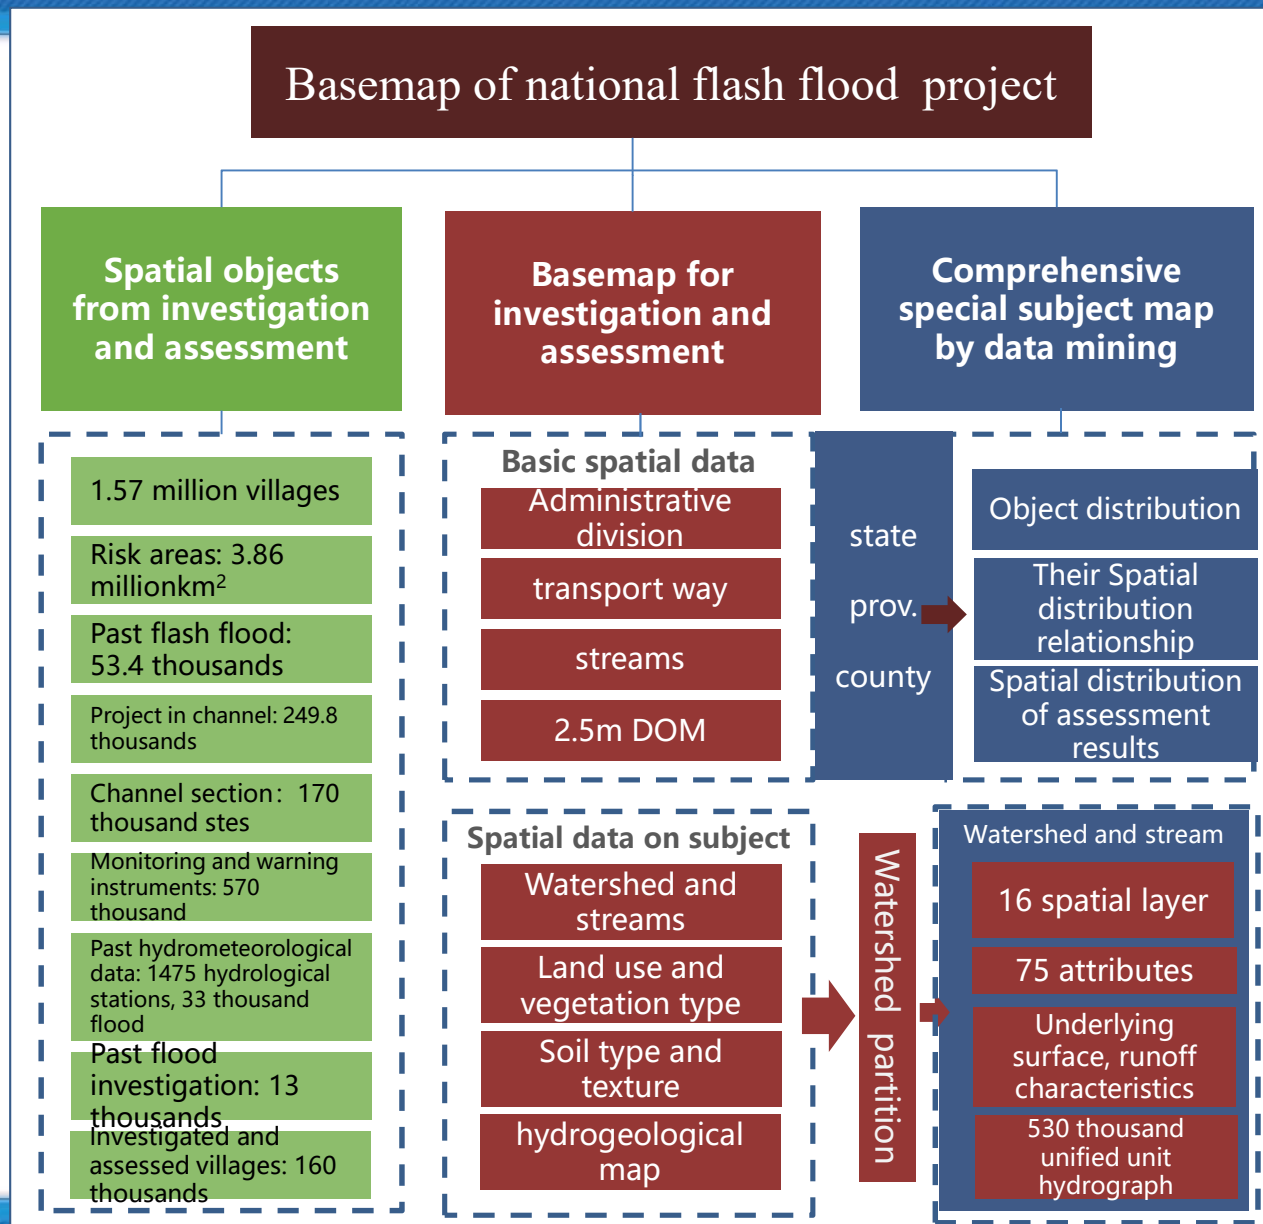 Basemap of national flash flood project
Spatial objects
from investigation
and assessment
1.57 million villages
Risk areas: 3.86
millionkm²
Past flash flood:
53.4 thousands
Project in channel: 249.8
thousands
Channel section: 170
thousand stes
Monitoring and warning
instruments: 570
thousand
Past hydrometeorological
data: 1475 hydrological
stations, 33 thousand
flood
Past flood
investigation: 13
thousands
Investigated and
assessed villages: 160
thousands
Basemap for
investigation and
assessment
Basic spatial data
Administrative
division
transport way
streams
2.5m DOM
Spatial data on subject
Watershed and
streams
Land use and
vegetation type
Soil type and
texture
hydrogeological
map
state
prov.
county
Watershed partition
Comprehensive
special subject map
by data mining
Object distribution
Their Spatial
distribution
relationship
Spatial distribution
of assessment
results
Watershed and stream
16 spatial layer
75 attributes
Underlying
surface, runoff
characteristics
530 thousand
unified unit
hydrograph